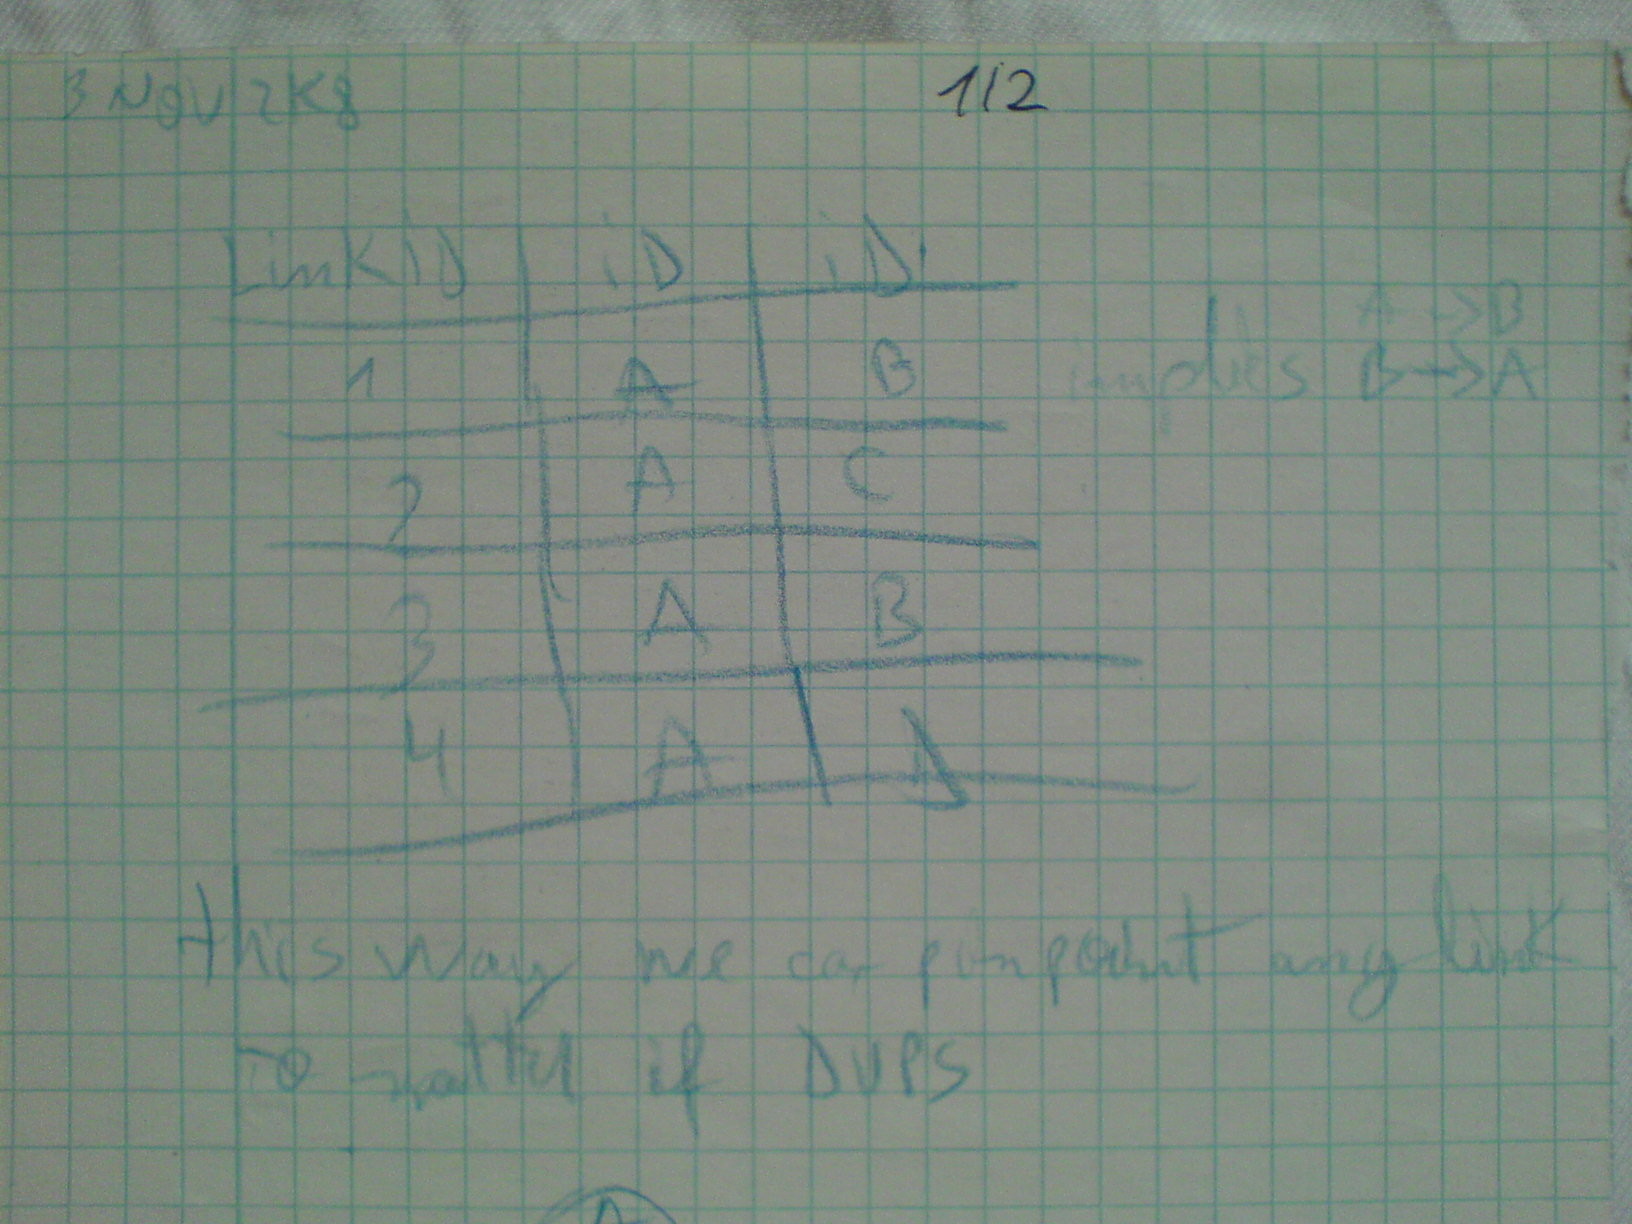 3 NOV 2K8 1/2
LinkID iD iD
A -> B
1 A B implies B -> A
2 A C
3 A B
4 A D
this way we can pinpoint any link
no matter if DUPS
A